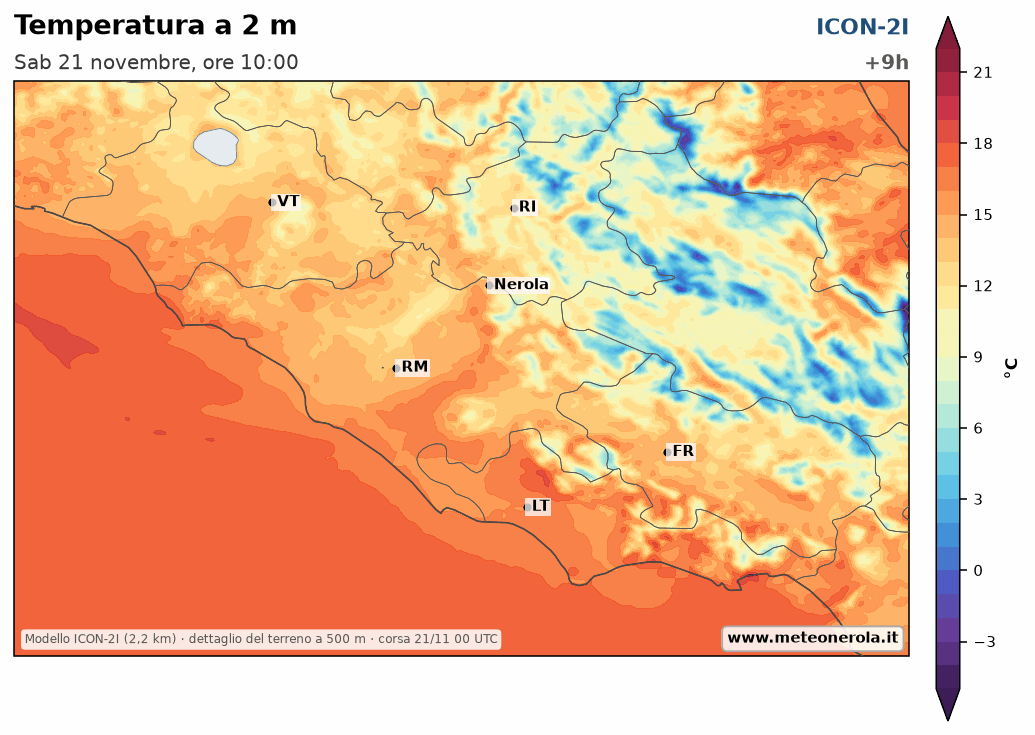 Temperatura a 2 m
ICON-2I
Sab 21 novembre, ore 10:00
+9h
VT
RI
Nerola
RM
FR
LT
Modello ICON-2I (2,2 km) · dettaglio del terreno a 500 m · corsa 21/11 00 UTC
www.meteonerola.it
21
18
15
12
9
6
3
0
−3
°C